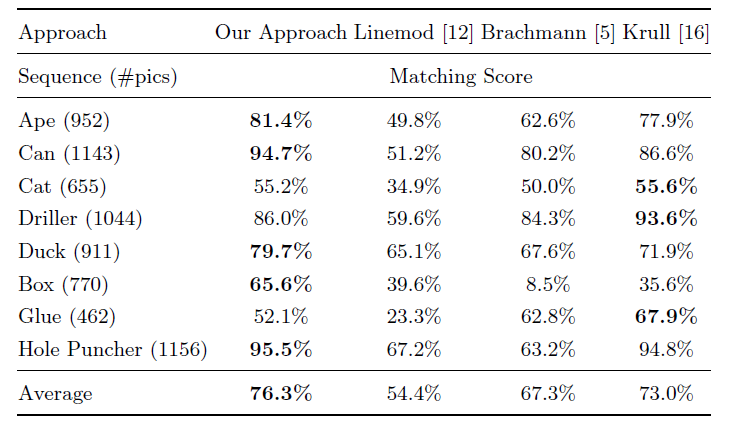 Approach Our Approach Linemod [12] Brachmann [5] Krull [16]
Sequence (#pics) Matching Score
Ape (952) 81.4% 49.8% 62.6% 77.9%
Can (1143) 94.7% 51.2% 80.2% 86.6%
Cat (655) 55.2% 34.9% 50.0% 55.6%
Driller (1044) 86.0% 59.6% 84.3% 93.6%
Duck (911) 79.7% 65.1% 67.6% 71.9%
Box (770) 65.6% 39.6% 8.5% 35.6%
Glue (462) 52.1% 23.3% 62.8% 67.9%
Hole Puncher (1156) 95.5% 67.2% 63.2% 94.8%
Average 76.3% 54.4% 67.3% 73.0%